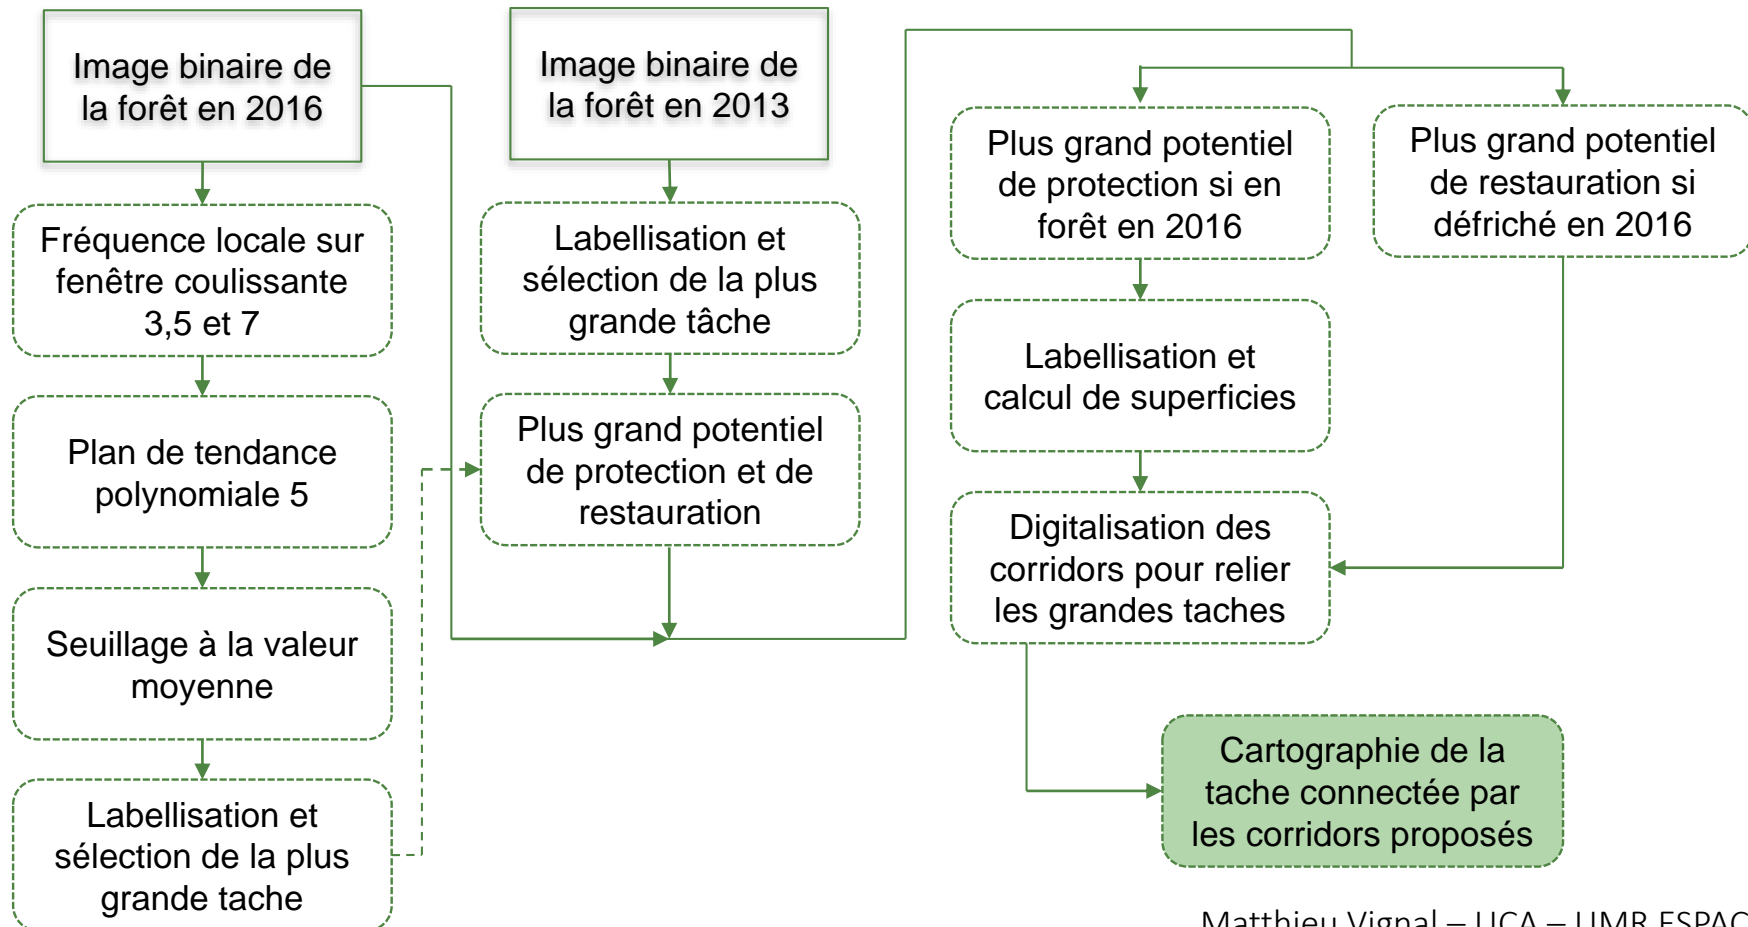 Image binaire de
la forêt en 2016
Fréquence locale sur
fenêtre coulissante
3,5 et 7
Plan de tendance
polynomiale 5
Seuillage à la valeur
moyenne
Labellisation et
sélection de la plus
grande tache
Image binaire de
la forêt en 2013
Labellisation et
sélection de la plus
grande tâche
Plus grand potentiel
de protection et de
restauration
Plus grand potentiel
de protection si en
forêt en 2016
Labellisation et
calcul de superficies
Digitalisation des
corridors pour relier
les grandes taches
Plus grand potentiel
de restauration si
défriché en 2016
Cartographie de la
tache connectée par
les corridors proposés
Matthieu Vignal – UCA – UMR ESPAC